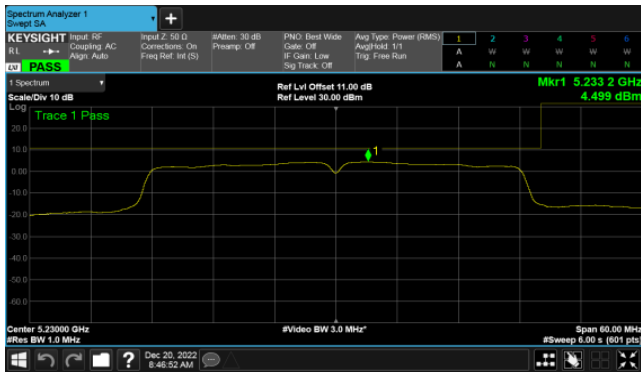 Spectrum Analyzer 1
Swept SA
+
KEYSIGHT
RL
LXI PASS
Input: RF
Coupling: AC
Align: Auto
Input Z: 50 Ω
Corrections: On
Freq Ref: Int (S)
#Atten: 30 dB
Preamp: Off
PNO: Best Wide
Gate: Off
IF Gain: Low
Sig Track: Off
Avg Type: Power (RMS)
Avg|Hold: 1/1
Trig: Free Run
1 2 3 4 5 6
A W W W W W
A N N N N N
1 Spectrum
Scale/Div 10 dB
Ref Lvl Offset 11.00 dB
Ref Level 30.00 dBm
Mkr1 5.233 2 GHz
4.499 dBm
Log
Trace 1 Pass
20.0
10.0
1
0.00
-10.0
-20.0
-30.0
-40.0
-50.0
-60.0
Center 5.23000 GHz
#Video BW 3.0 MHz*
Span 60.00 MHz
#Res BW 1.0 MHz
#Sweep 6.00 s (601 pts)
?
Dec 20, 2022
8:46:52 AM